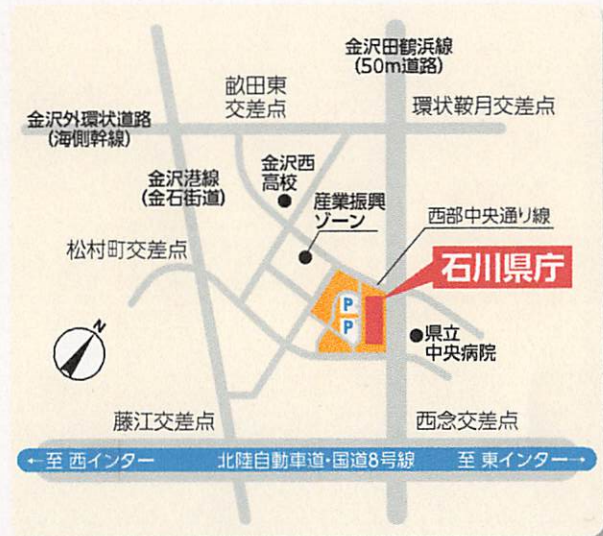 金沢田鶴浜線
(50m道路)
畝田東
交差点
環状鞍月交差点
金沢外環状道路
(海側幹線)
金沢西
高校
金沢港線
(金石街道)
産業振興
ゾーン
西部中央通り線
松村町交差点
石川県庁
P
P
N
県立
中央病院
藤江交差点
西念交差点
←至 西インター
北陸自動車道・国道8号線
至 東インター→